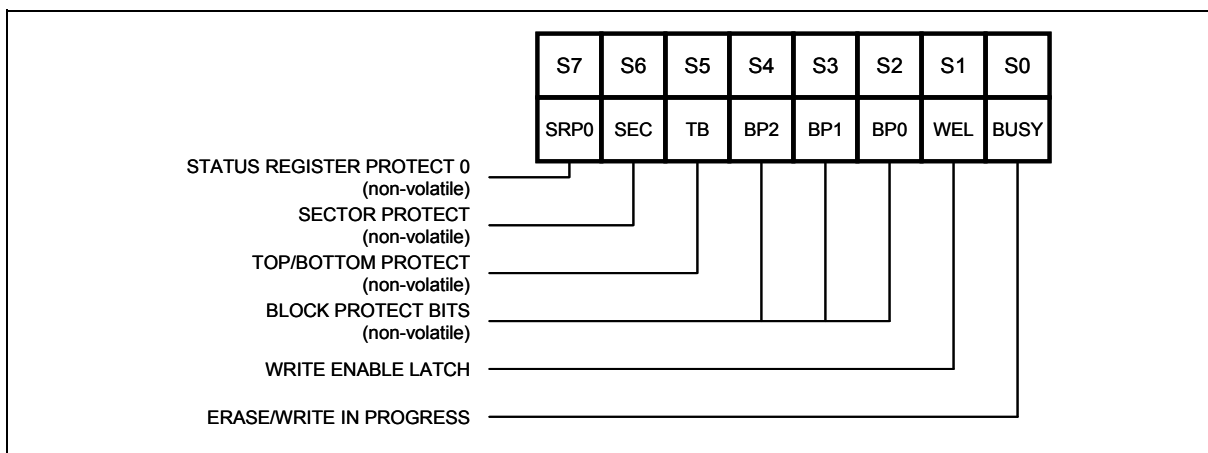 S7 S6 S5 S4 S3 S2 S1 S0
SRP0 SEC TB BP2 BP1 BP0 WEL BUSY
STATUS REGISTER PROTECT 0
(non-volatile)
SECTOR PROTECT
(non-volatile)
TOP/BOTTOM PROTECT
(non-volatile)
BLOCK PROTECT BITS
(non-volatile)
WRITE ENABLE LATCH
ERASE/WRITE IN PROGRESS